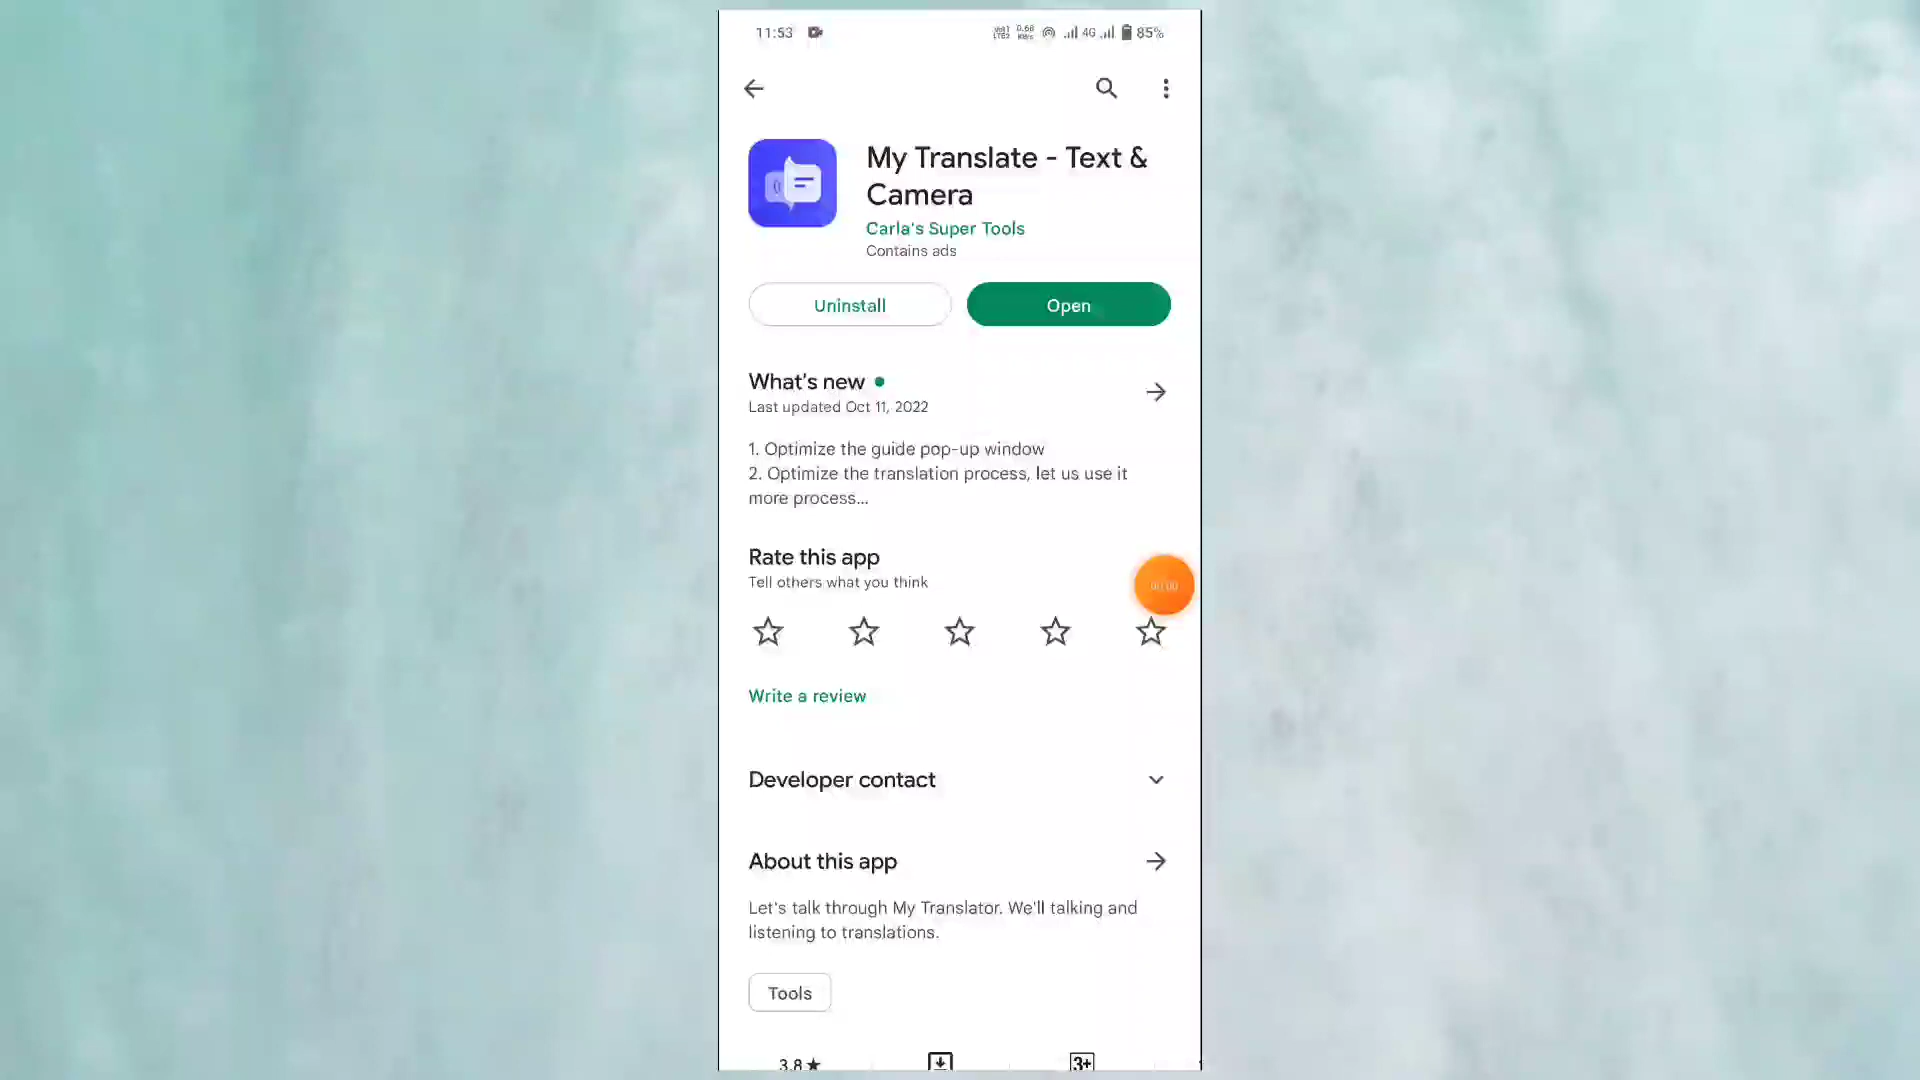 11:53 4G 85%
My Translate - Text &
Camera
Carla's Super Tools
Contains ads
Uninstall Open
What's new
Last updated Oct 11, 2022
1. Optimize the guide pop-up window
2. Optimize the translation process, let us use it
more process...
Rate this app
Tell others what you think
00:00
Write a review
Developer contact
About this app
Let's talk through My Translator. We'll talking and
listening to translations.
Tools
3.8★ 3+